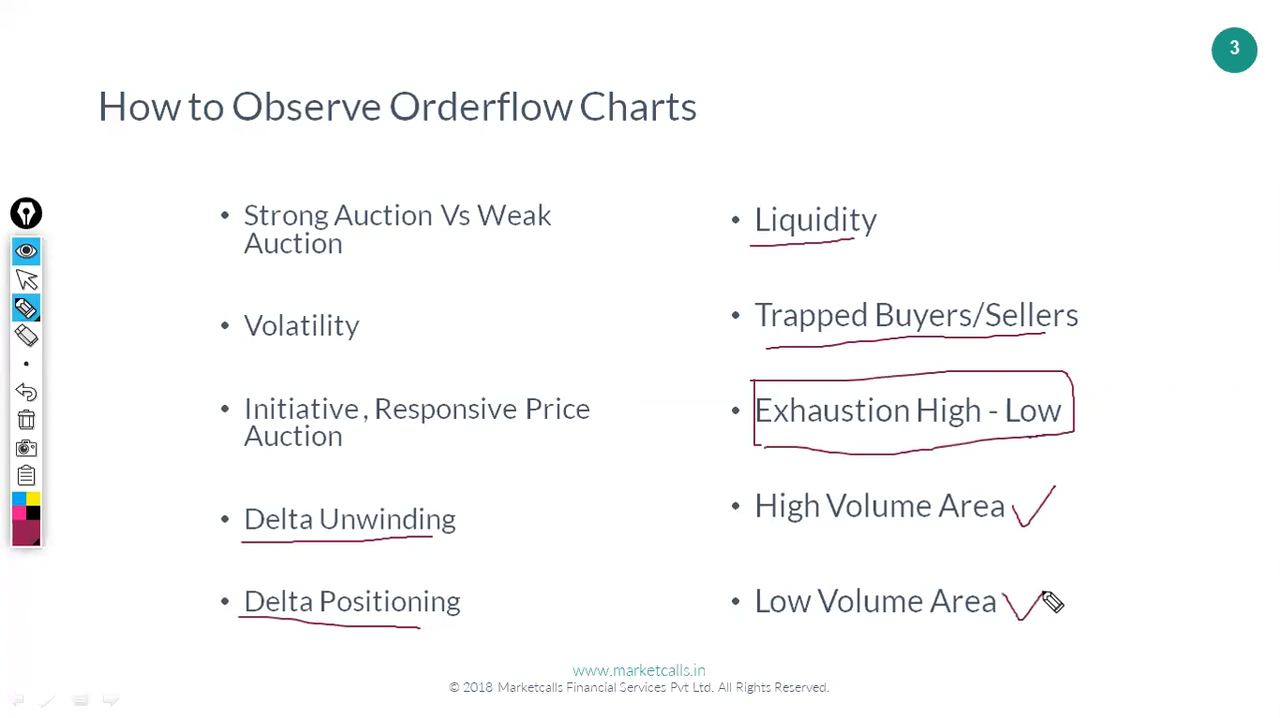 3
How to Observe Orderflow Charts
• Strong Auction Vs Weak
Auction
• Volatility
• Initiative , Responsive Price
Auction
• Delta Unwinding
• Delta Positioning
• Liquidity
• Trapped Buyers/Sellers
• Exhaustion High - Low
• High Volume Area
• Low Volume Area
www.marketcalls.in
© 2018 Marketcalls Financial Services Pvt Ltd. All Rights Reserved.